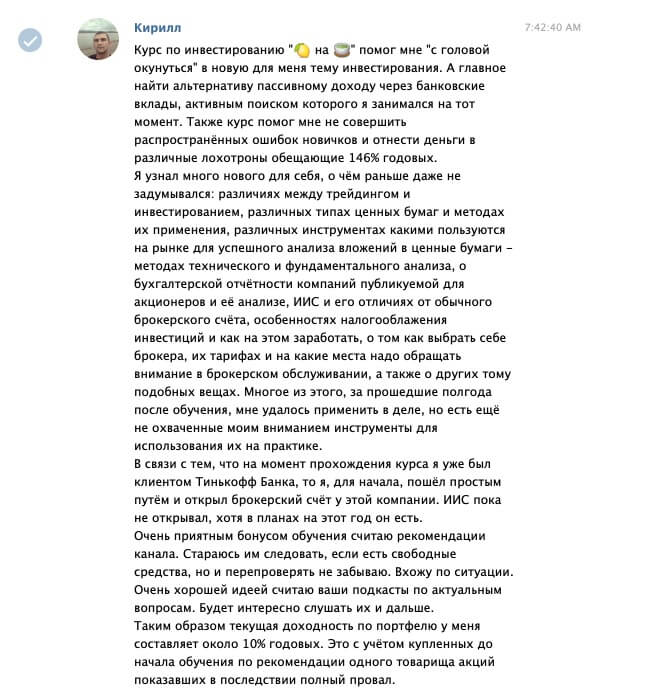 Кирилл
7:42:40 AM
Курс по инвестированию "🍋 на 🍵" помог мне "с головой
окунуться" в новую для меня тему инвестирования. А главное
найти альтернативу пассивному доходу через банковские
вклады, активным поиском которого я занимался на тот
момент. Также курс помог мне не совершить
распространённых ошибок новичков и отнести деньги в
различные лохотроны обещающие 146% годовых.
Я узнал много нового для себя, о чём раньше даже не
задумывался: различиях между трейдингом и
инвестированием, различных типах ценных бумаг и методах
их применения, различных инструментах какими пользуются
на рынке для успешного анализа вложений в ценные бумаги –
методах технического и фундаментального анализа, о
бухгалтерской отчётности компаний публикуемой для
акционеров и её анализе, ИИС и его отличиях от обычного
брокерского счёта, особенностях налогооблажения
инвестиций и как на этом заработать, о том как выбрать себе
брокера, их тарифах и на какие места надо обращать
внимание в брокерском обслуживании, а также о других тому
подобных вещах. Многое из этого, за прошедшие полгода
после обучения, мне удалось применить в деле, но есть ещё
не охваченные моим вниманием инструменты для
использования их на практике.
В связи с тем, что на момент прохождения курса я уже был
клиентом Тинькофф Банка, то я, для начала, пошёл простым
путём и открыл брокерский счёт у этой компании. ИИС пока
не открывал, хотя в планах на этот год он есть.
Очень приятным бонусом обучения считаю рекомендации
канала. Стараюсь им следовать, если есть свободные
средства, но и перепроверять не забываю. Вхожу по ситуации.
Очень хорошей идеей считаю ваши подкасты по актуальным
вопросам. Будет интересно слушать их и дальше.
Таким образом текущая доходность по портфелю у меня
составляет около 10% годовых. Это с учётом купленных до
начала обучения по рекомендации одного товарища акций
показавших в последствии полный провал.